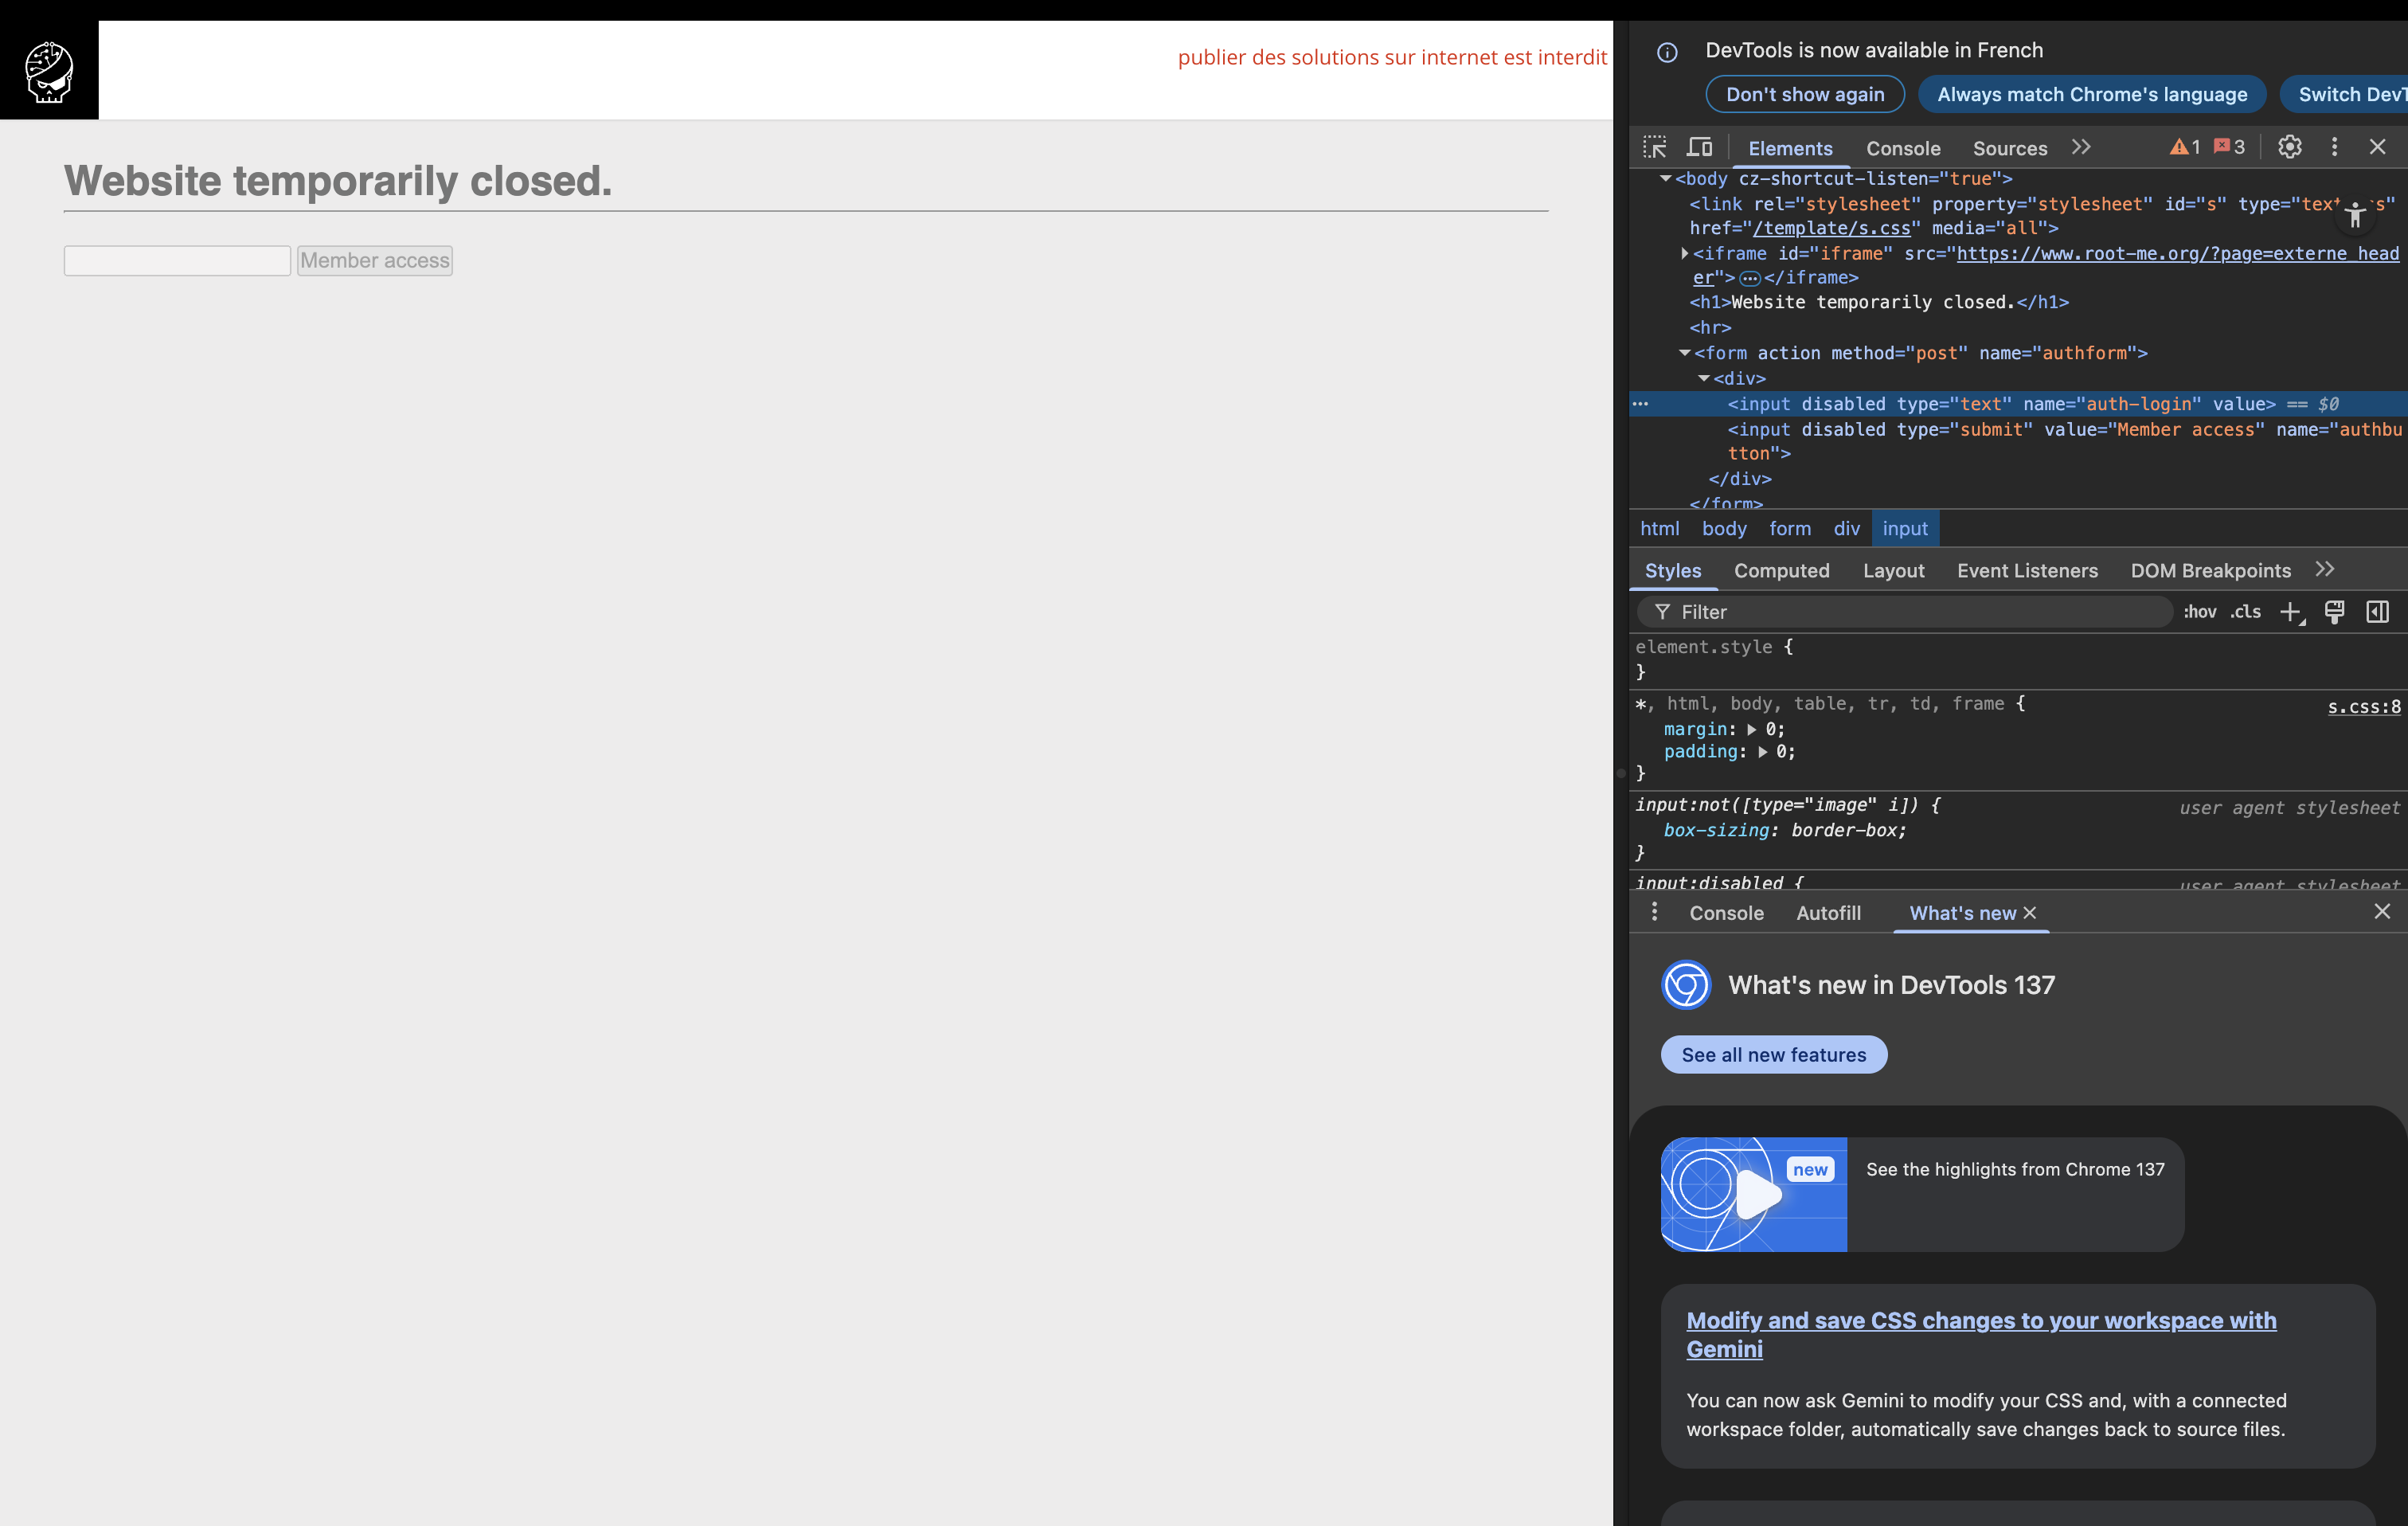 publier des solutions sur internet est interdit
Website temporarily closed.
Member access
DevTools is now available in French
Don't show again
Always match Chrome's language
Switch DevT
Elements
Console
Sources
1
3
<body cz-shortcut-listen="true">
<link rel="stylesheet" property="stylesheet" id="s" type="text
href="/template/s.css" media="all">
<iframe id="iframe" src="https://www.root-me.org/?page=externe_head
er">…</iframe>
<h1>Website temporarily closed.</h1>
<hr>
<form action method="post" name="authform">
<div>
<input disabled type="text" name="auth-login" value> == $0
<input disabled type="submit" value="Member access" name="authbu
tton">
</div>
</form>
html body form div input
Styles Computed Layout Event Listeners DOM Breakpoints
Filter
:hov .cls
element.style {
}
*, html, body, table, tr, td, frame {
s.css:8
margin: 0;
padding: 0;
}
input:not([type="image" i]) {
user agent stylesheet
box-sizing: border-box;
}
input:disabled {
user agent stylesheet
Console Autofill What's new
What's new in DevTools 137
See all new features
new
See the highlights from Chrome 137
Modify and save CSS changes to your workspace with
Gemini
You can now ask Gemini to modify your CSS and, with a connected
workspace folder, automatically save changes back to source files.